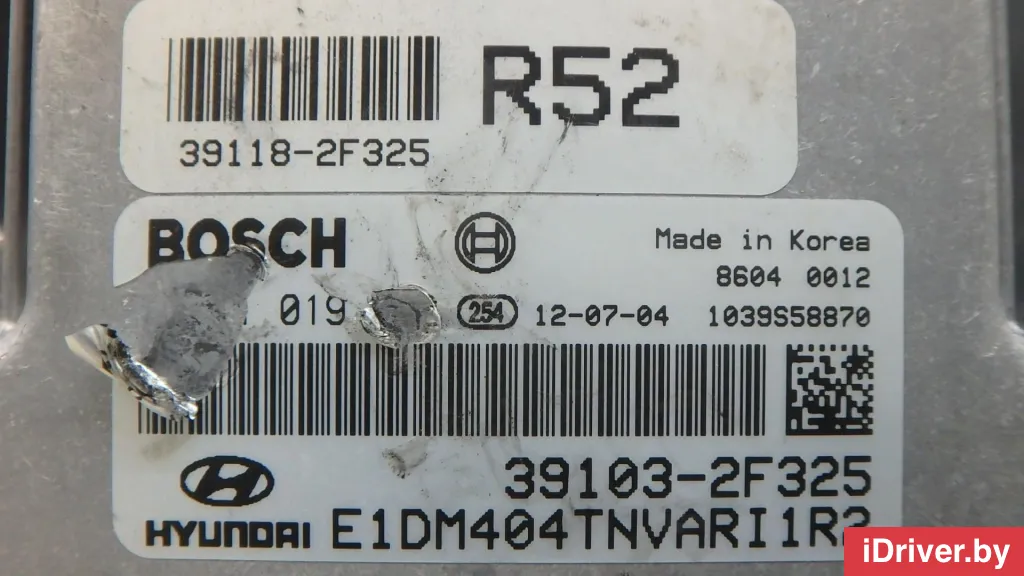 R52
39118-2F325
BOSCH
Made in Korea
8604 0012
019
254 12-07-04 1039S58870
39103-2F325
HYUNDAI E1DM404TNVARI1R2
iDriver.by